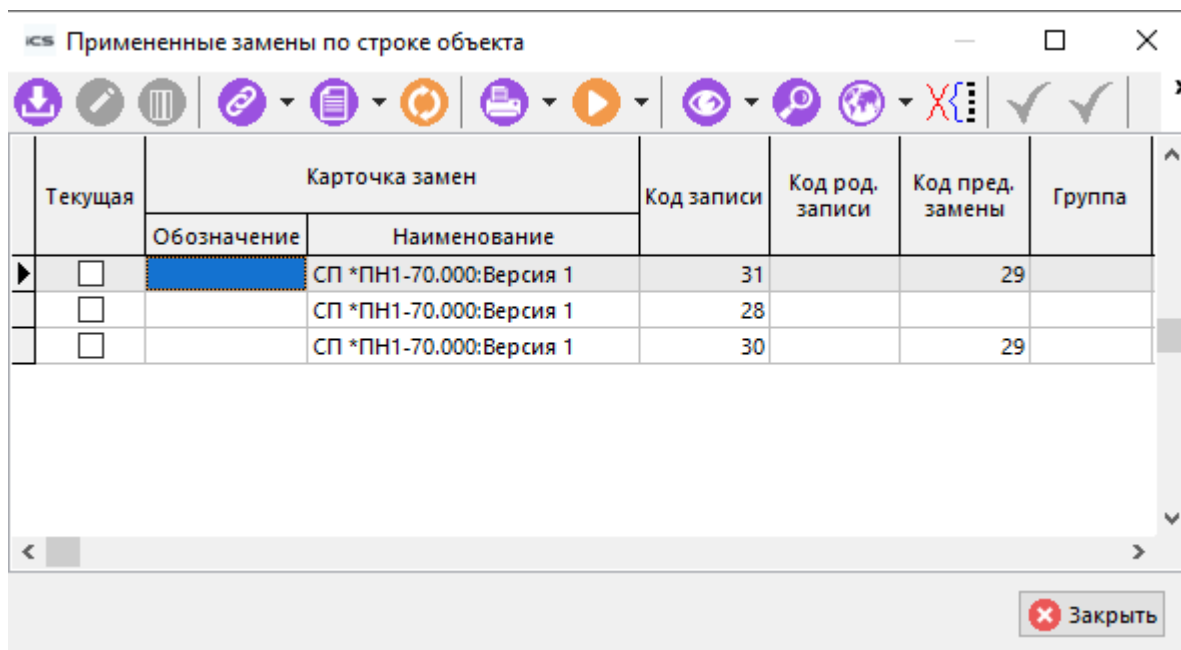 iCS Примененные замены по строке объекта
Текущая
Карточка замен
Обозначение
Наименование
Код записи
Код род. записи
Код пред. замены
Группа
СП *ПН1-70.000:Версия 1 31 29
СП *ПН1-70.000:Версия 1 28
СП *ПН1-70.000:Версия 1 30 29
Закрыть